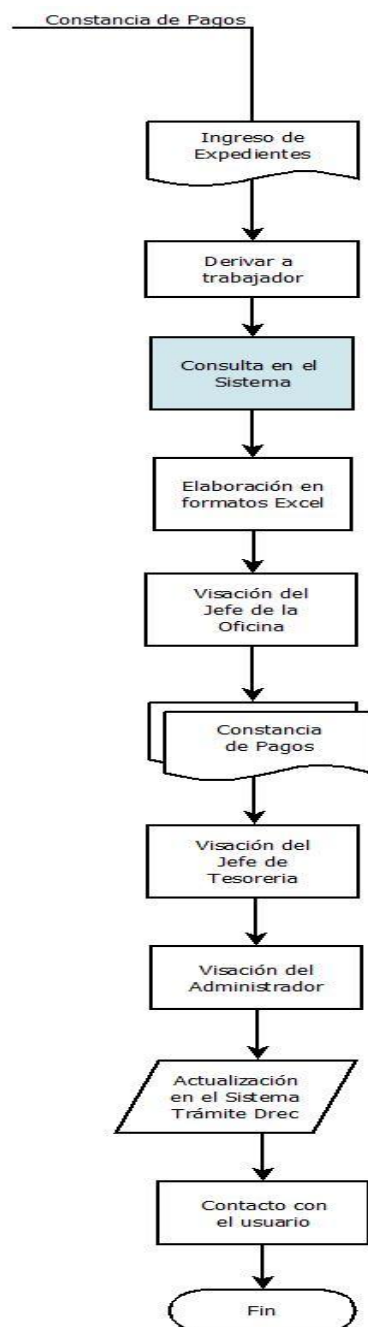 Constancia de Pagos
Ingreso de
Expedientes
Derivar a
trabajador
Consulta en el
Sistema
Elaboración en
formatos Excel
Visación del
Jefe de la
Oficina
Constancia
de Pagos
Visación del
Jefe de
Tesoreria
Visación del
Administrador
Actualización
en el Sistema
Trámite Drec
Contacto con
el usuario
Fin